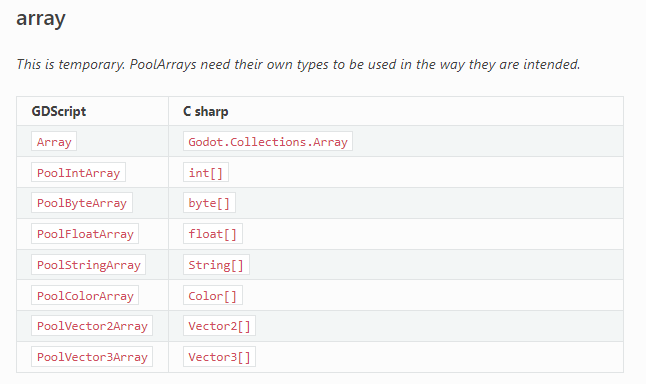 array
This is temporary. PoolArrays need their own types to be used in the way they are intended.
GDScript C sharp
Array Godot.Collections.Array
PoolIntArray int[]
PoolByteArray byte[]
PoolFloatArray float[]
PoolStringArray String[]
PoolColorArray Color[]
PoolVector2Array Vector2[]
PoolVector3Array Vector3[]